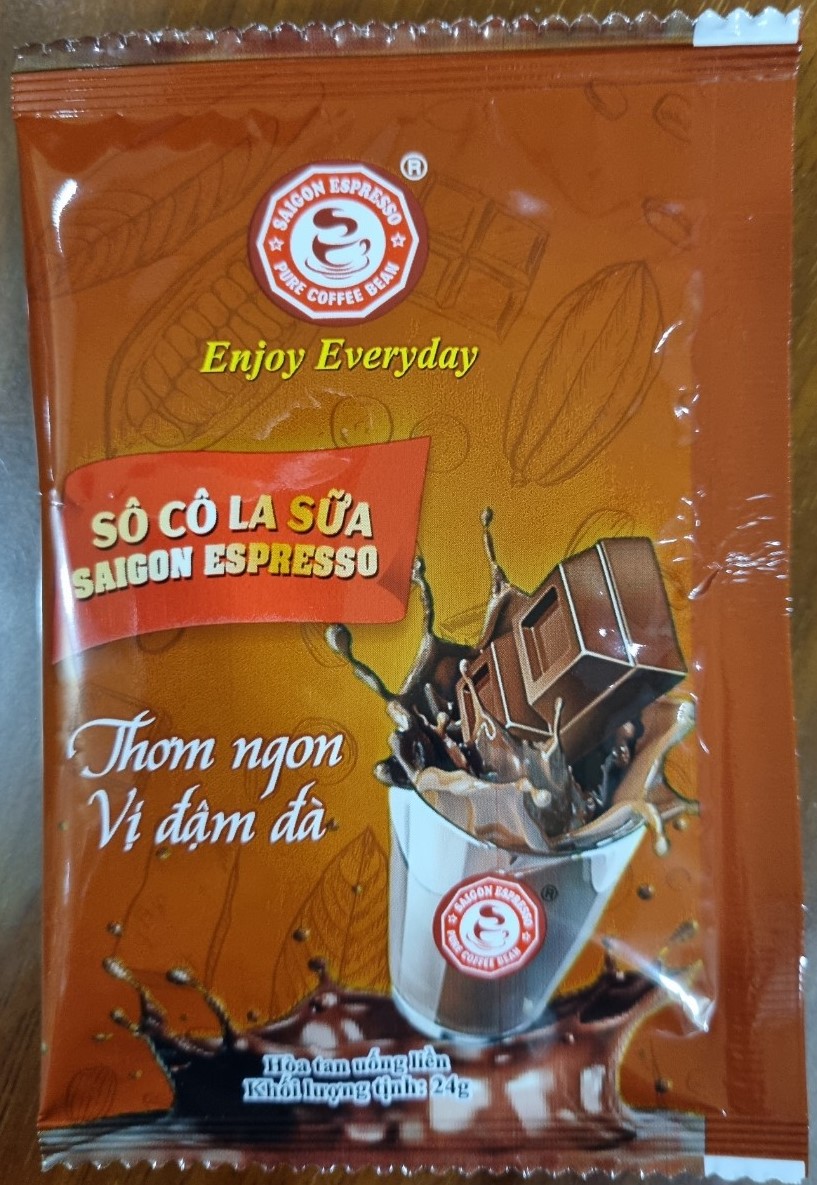 SAIGON ESPRESSO
PURE COFFEE BEAN
®
Enjoy Everyday
SÔ CÔ LA SỮA
SAIGON ESPRESSO
Thơm ngon
Vị đậm đà
SAIGON ESPRESSO
PURE COFFEE BEAN
®
Hòa tan uống liền
Khối lượng tịnh: 24g